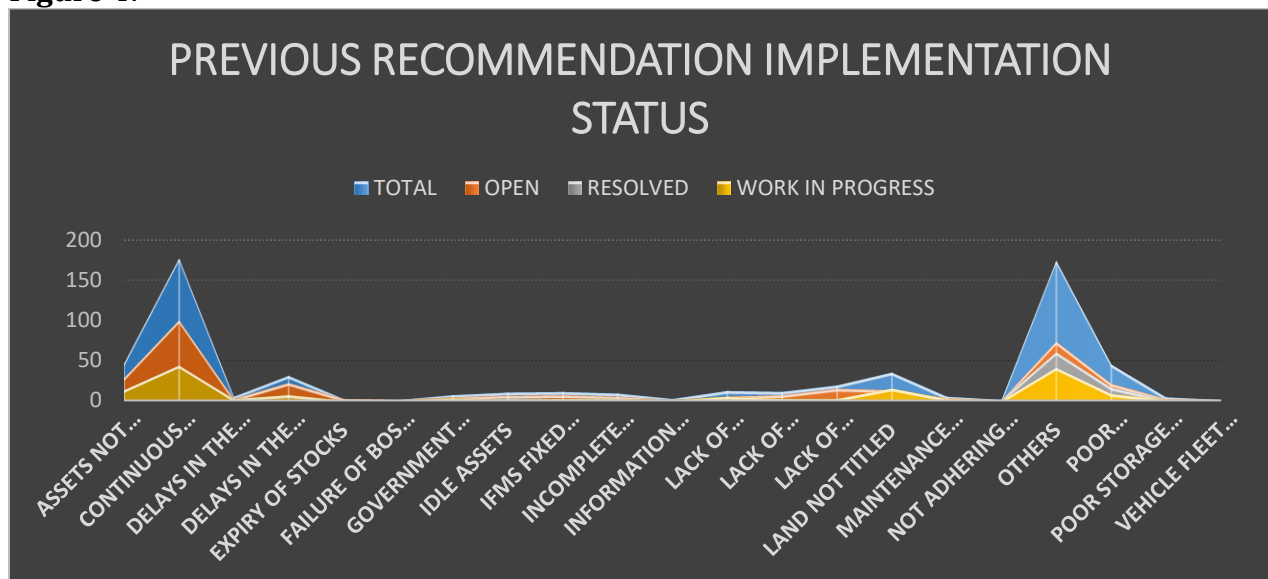 PREVIOUS RECOMMENDATION IMPLEMENTATION
STATUS
TOTAL OPEN RESOLVED WORK IN PROGRESS
200
150
100
50
0
ASSETS NOT...
CONTINUOUS...
DELAYS IN THE...
DELAYS IN THE...
EXPIRY OF STOCKS
FAILURE OF BOS...
GOVERNMENT...
IDLE ASSETS
IFMS FIXED...
INCOMPLETE...
INFORMATION...
LACK OF...
LACK OF...
LACK OF...
LAND NOT TITLED
MAINTENANCE...
NOT ADHERING...
OTHERS
POOR...
POOR STORAGE...
VEHICLE FLEET...